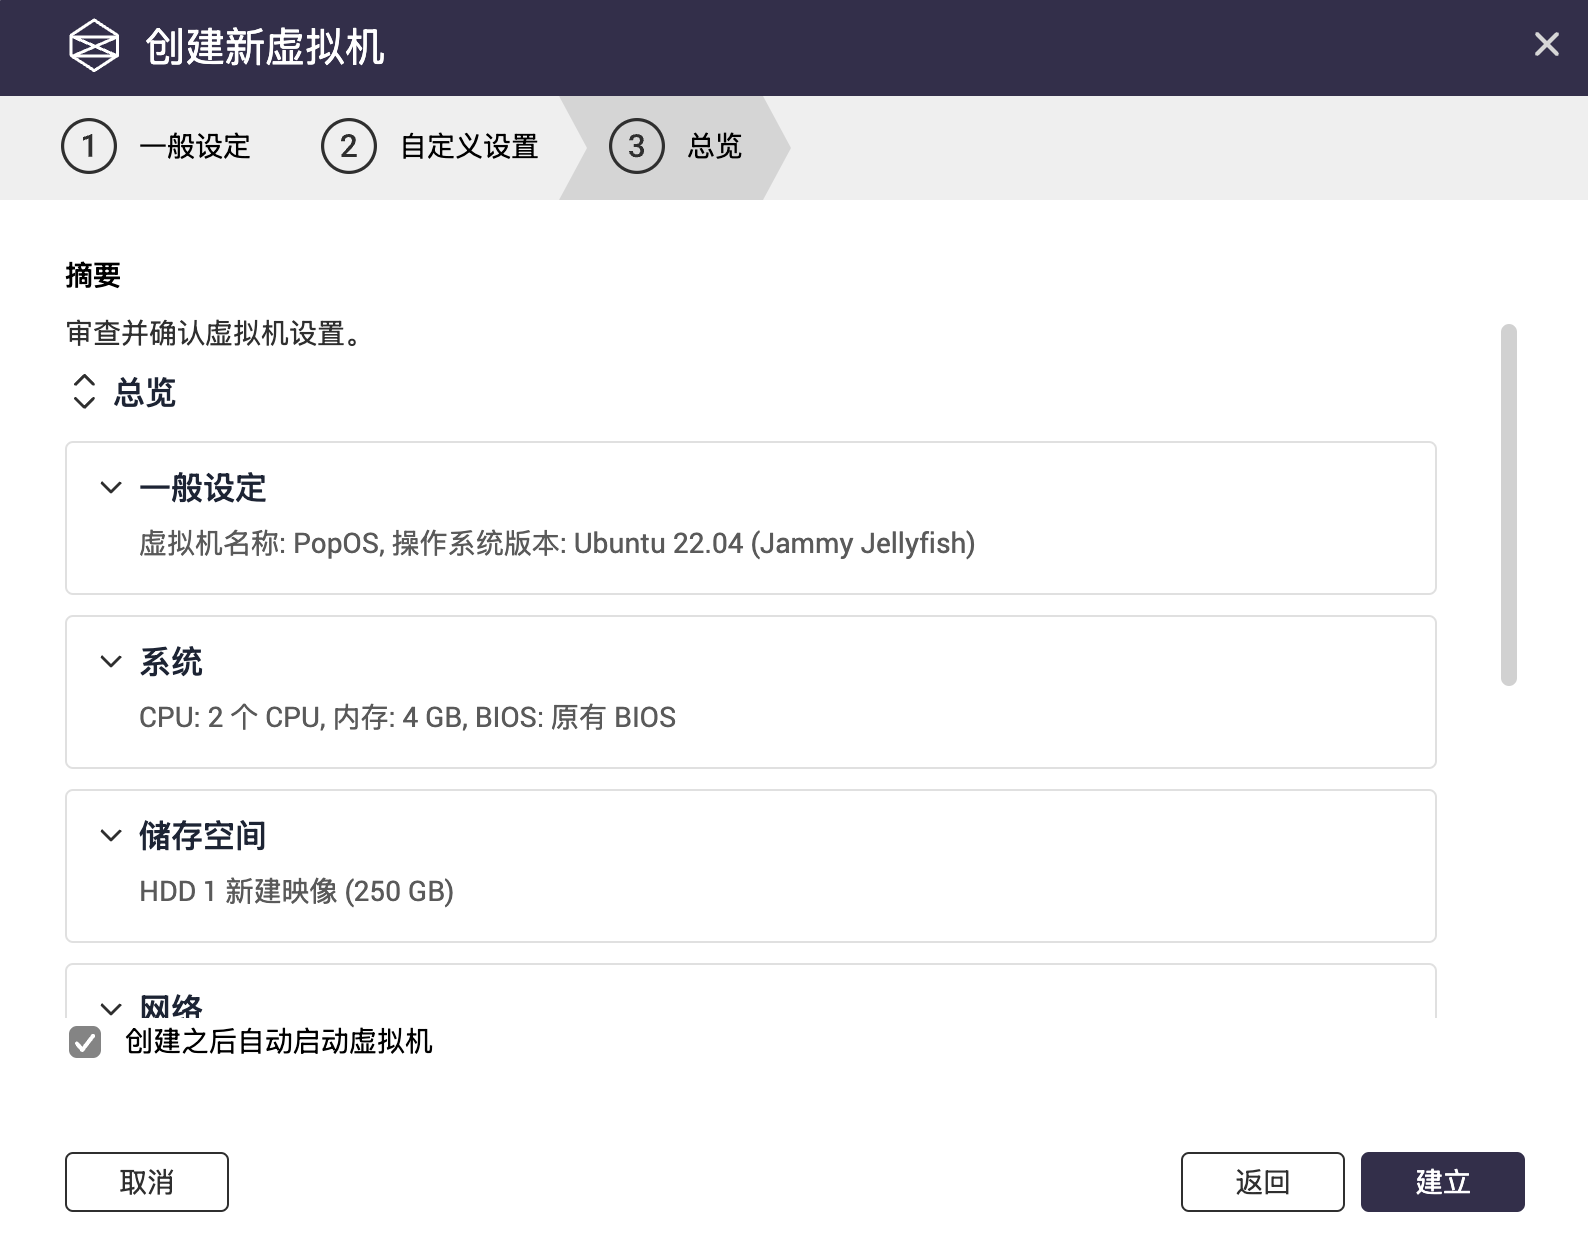 创建新虚拟机
1 一般设定 2 自定义设置 3 总览
摘要
审查并确认虚拟机设置。
总览
一般设定
虚拟机名称: PopOS, 操作系统版本: Ubuntu 22.04 (Jammy Jellyfish)
系统
CPU: 2 个 CPU, 内存: 4 GB, BIOS: 原有 BIOS
储存空间
HDD 1 新建映像 (250 GB)
网络
创建之后自动启动虚拟机
取消 返回 建立